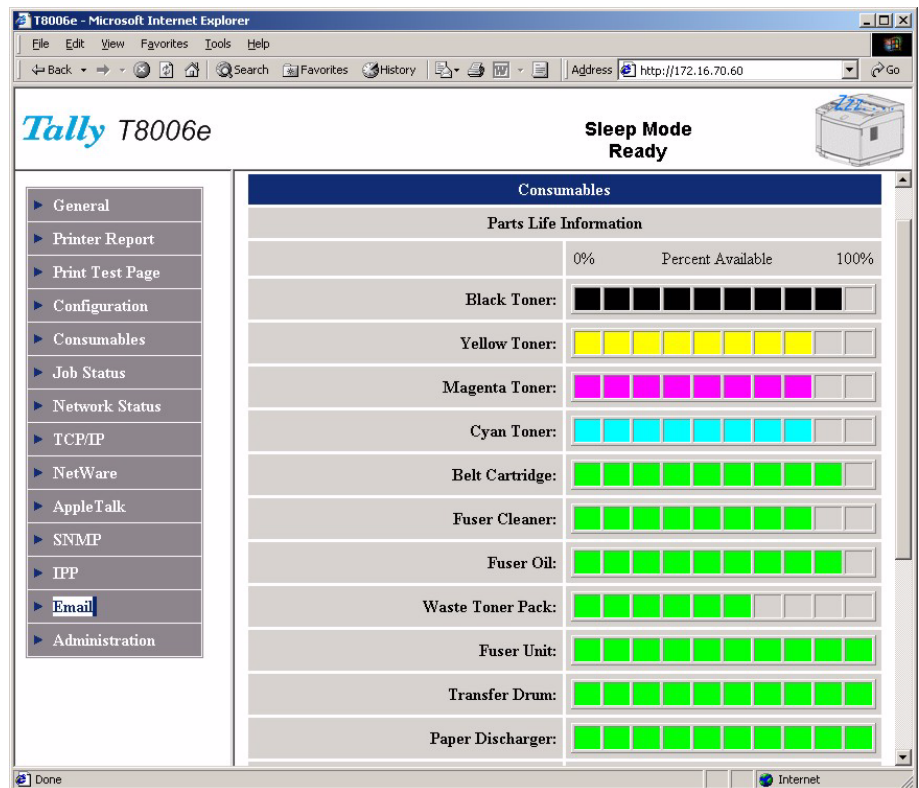 T8006e - Microsoft Internet Explorer
File Edit View Favorites Tools Help
Back Search Favorites History Address http://172.16.70.60 Go
Tally T8006e
Sleep Mode
Ready
Zzz...
General
Printer Report
Print Test Page
Configuration
Consumables
Job Status
Network Status
TCP/IP
NetWare
AppleTalk
SNMP
IPP
Email
Administration
Consumables
Parts Life Information
0% Percent Available 100%
Black Toner:
Yellow Toner:
Magenta Toner:
Cyan Toner:
Belt Cartridge:
Fuser Cleaner:
Fuser Oil:
Waste Toner Pack:
Fuser Unit:
Transfer Drum:
Paper Discharger:
Done Internet